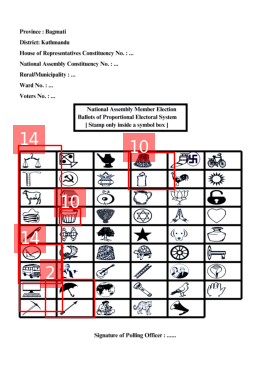 Province : Bagmati
District: Kathmandu
House of Representatives Constituency No. : ...
National Assembly Constituency No. : ...
Rural/Municipality : ...
Ward No. : ...
Voters No. : ...
National Assembly Member Election
Ballots of Proportional Electoral System
[ Stamp only inside a symbol box ]
14
10
10
14
2
Signature of Polling Officer : ......